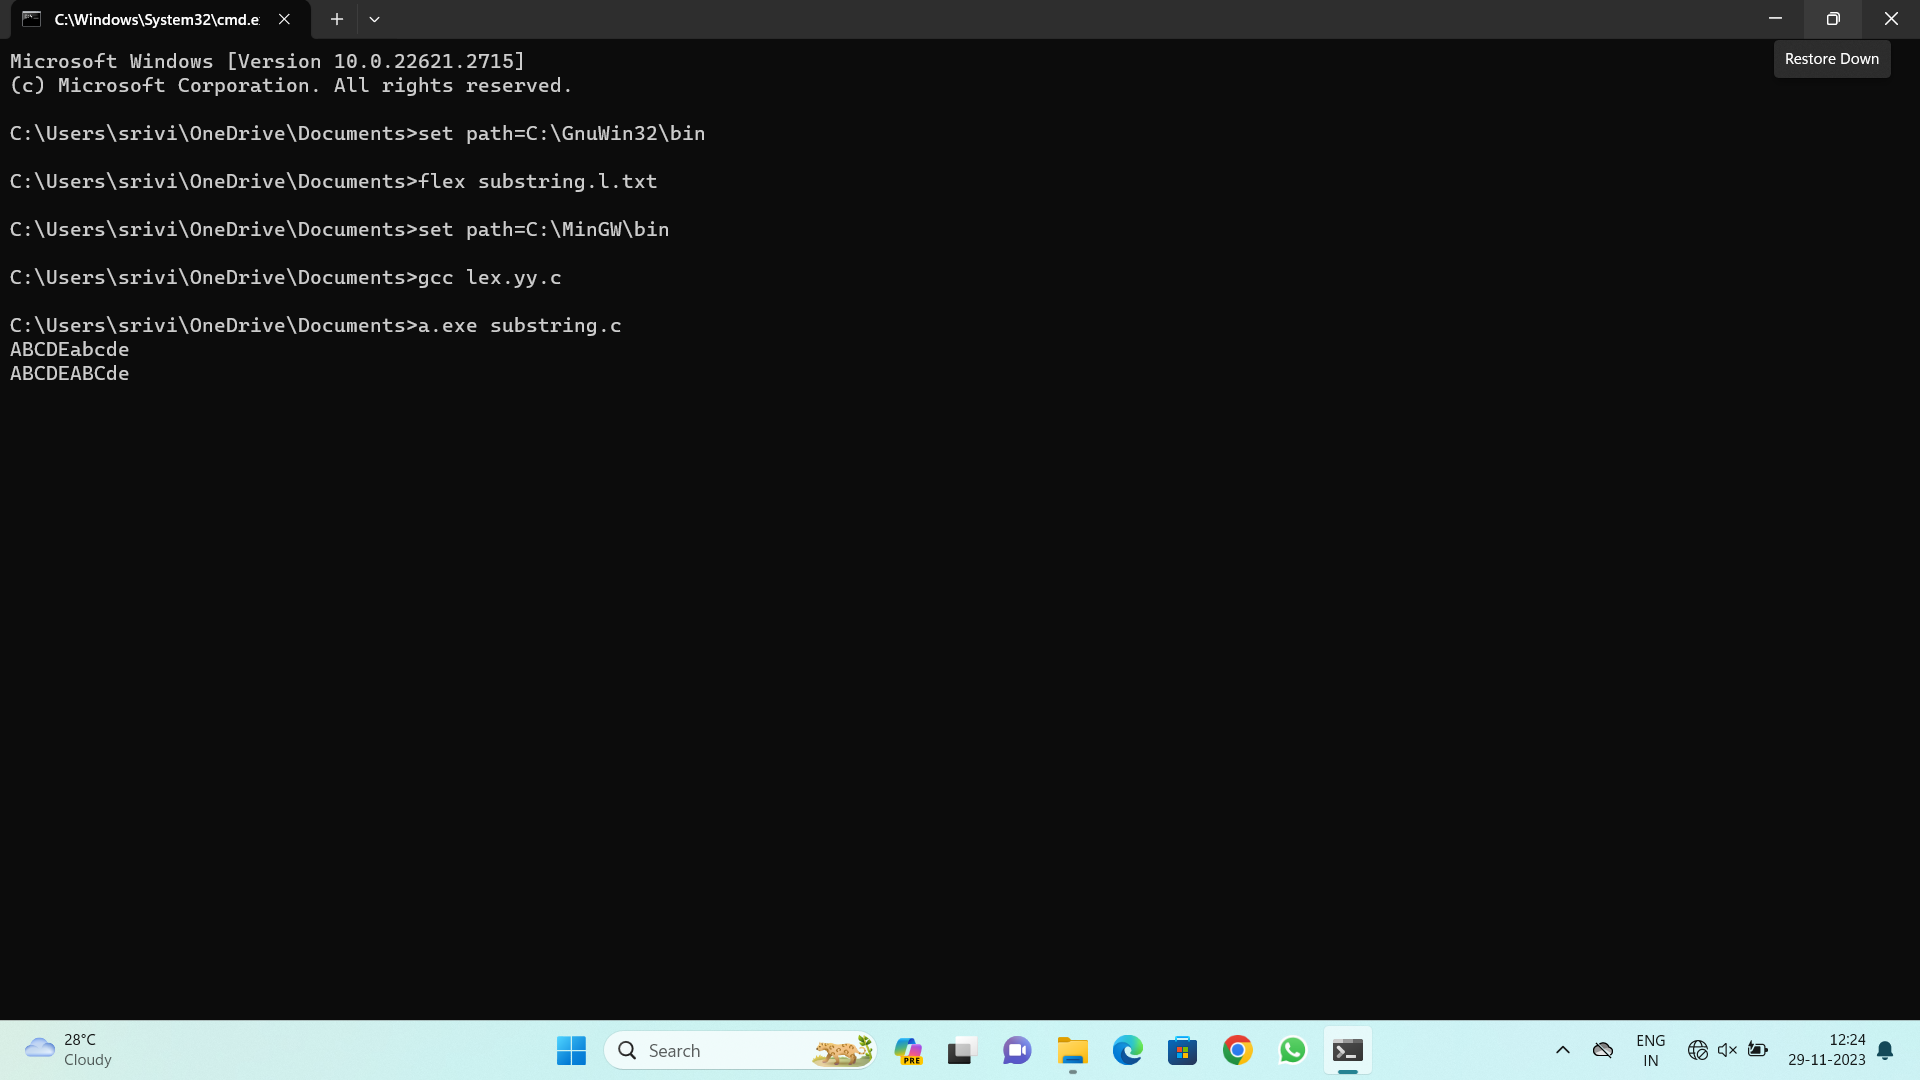 C:\Windows\System32\cmd.e
Restore Down
Microsoft Windows [Version 10.0.22621.2715]
(c) Microsoft Corporation. All rights reserved.
C:\Users\srivi\OneDrive\Documents>set path=C:\GnuWin32\bin
C:\Users\srivi\OneDrive\Documents>flex substring.l.txt
C:\Users\srivi\OneDrive\Documents>set path=C:\MinGW\bin
C:\Users\srivi\OneDrive\Documents>gcc lex.yy.c
C:\Users\srivi\OneDrive\Documents>a.exe substring.c
ABCDEabcde
ABCDEABCde
28°C
Cloudy
Search
PRE
ENG
IN
12:24
29-11-2023